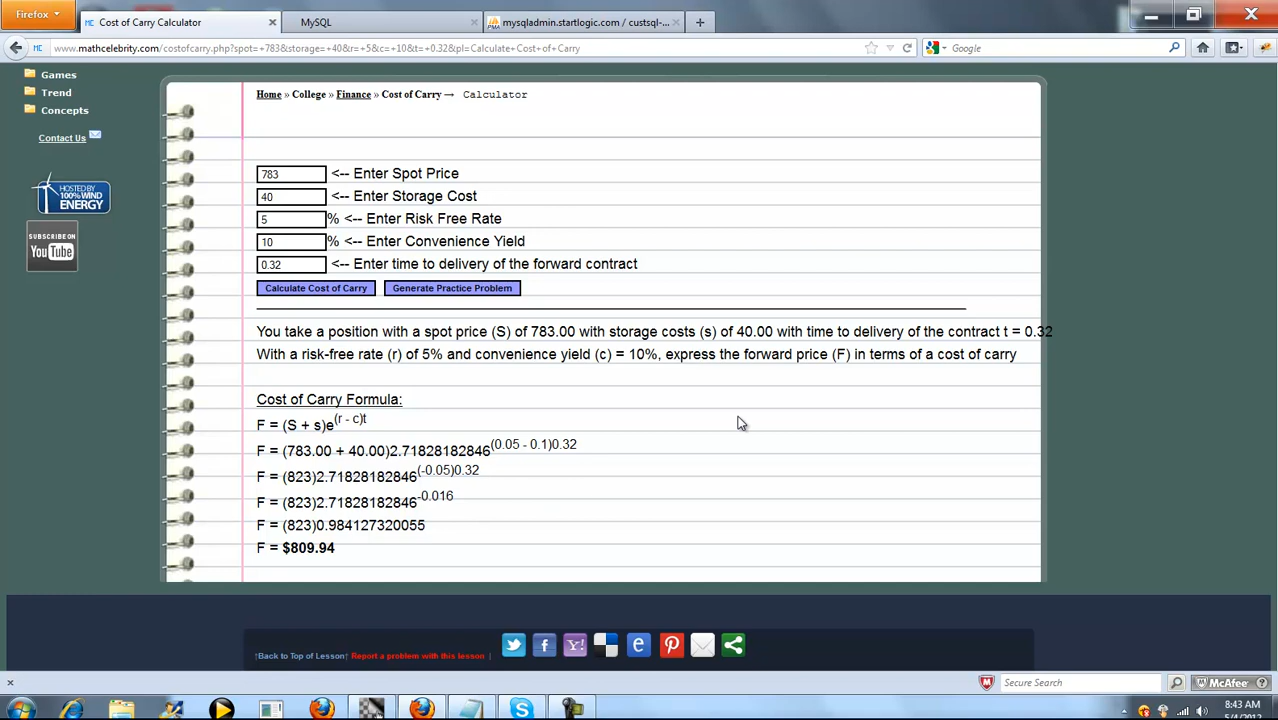 Firefox
Cost of Carry Calculator
MySQL
mysqladmin.startlogic.com / custsql-...
www.mathcelebrity.com/costofcarry.php?spot=+783&storage=+40&r=+5&c=+10&t=+0.32&pl=Calculate+Cost+of+Carry
Google
Games
Trend
Concepts
Contact Us
HOSTED BY
100% WIND
ENERGY
SUBSCRIBE ON
YouTube
Home » College » Finance » Cost of Carry → Calculator
783 <-- Enter Spot Price
40 <-- Enter Storage Cost
5 % <-- Enter Risk Free Rate
10 % <-- Enter Convenience Yield
0.32 <-- Enter time to delivery of the forward contract
Calculate Cost of Carry Generate Practice Problem
You take a position with a spot price (S) of 783.00 with storage costs (s) of 40.00 with time to delivery of the contract t = 0.32
With a risk-free rate (r) of 5% and convenience yield (c) = 10%, express the forward price (F) in terms of a cost of carry
Cost of Carry Formula:
F = (S + s)e(r - c)t
F = (783.00 + 40.00)2.71828182846(0.05 - 0.1)0.32
F = (823)2.71828182846(-0.05)0.32
F = (823)2.71828182846-0.016
F = (823)0.984127320055
F = $809.94
↑Back to Top of Lesson↑ Report a problem with this lesson |
Secure Search
McAfee
8:43 AM
5/4/2012